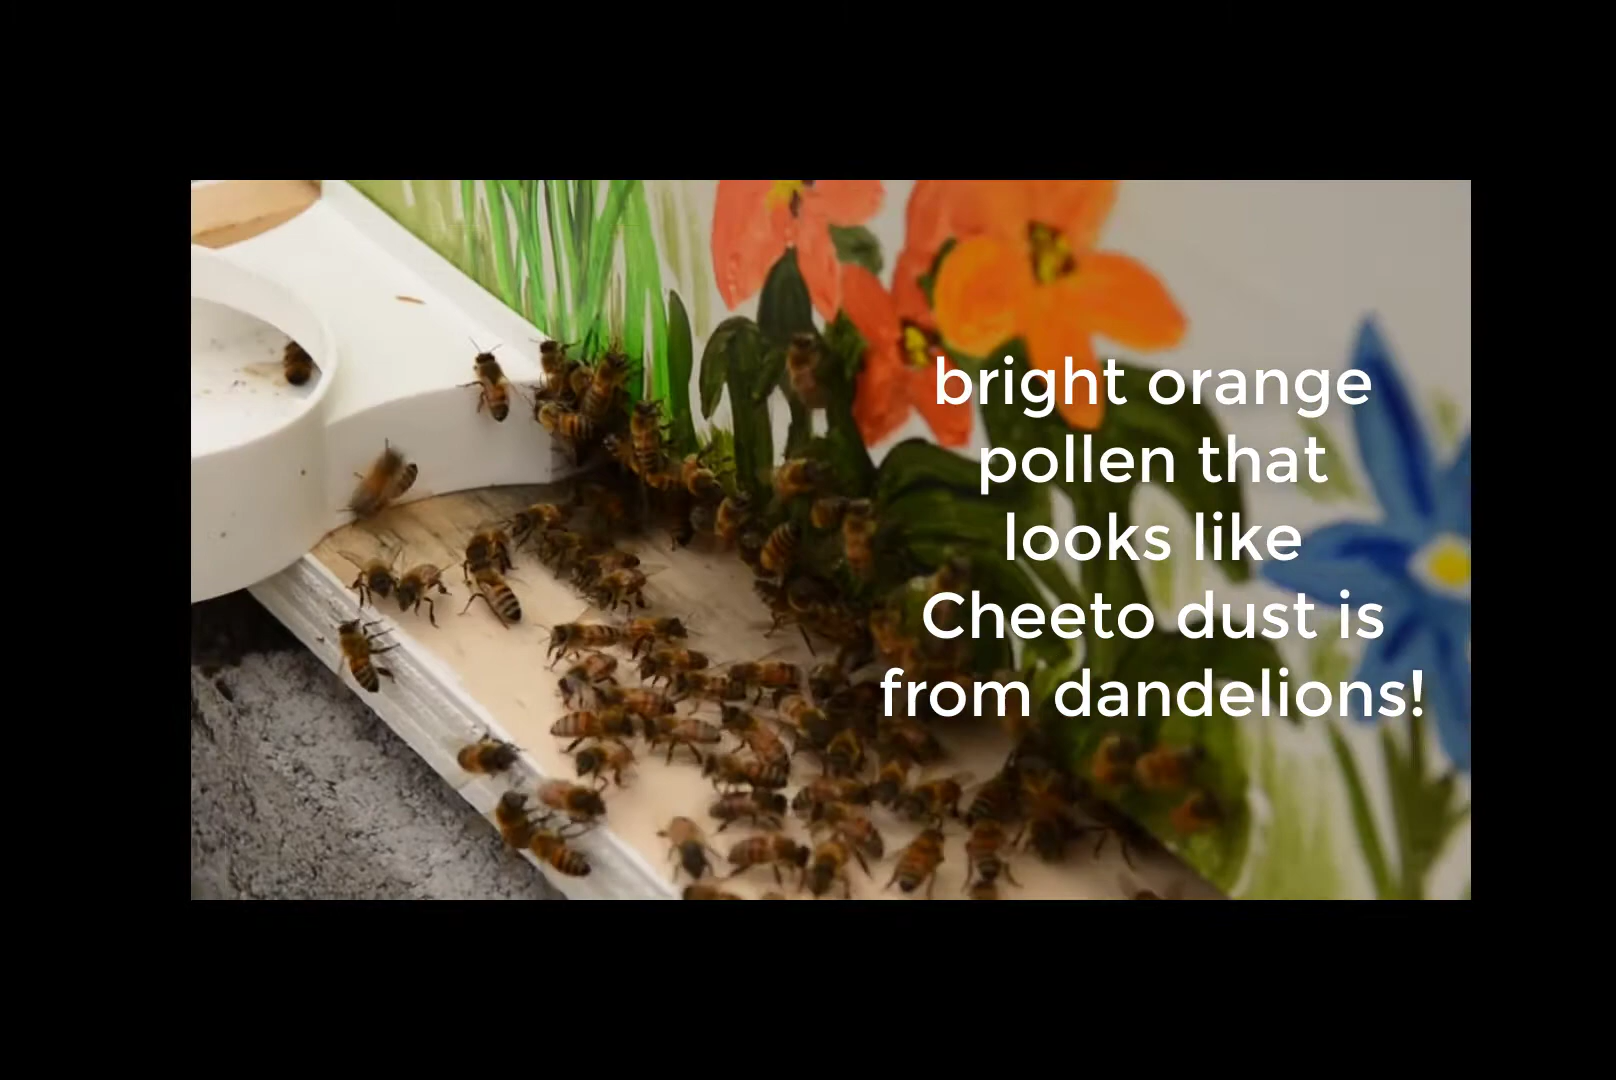 bright orange
pollen that
looks like
Cheeto dust is
from dandelions!